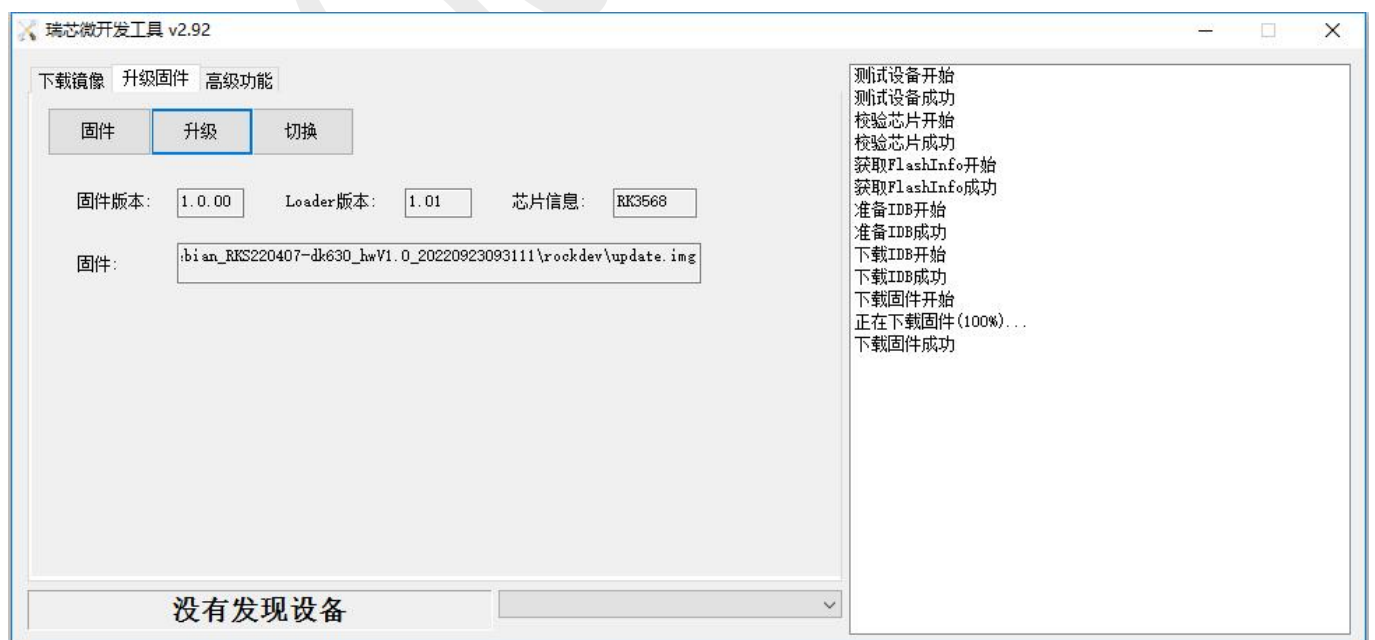 瑞芯微开发工具 v2.92
下载镜像 升级固件 高级功能
固件 升级 切换
固件版本: 1.0.00 Loader版本: 1.01 芯片信息: RK3568
固件: :bian_RKS220407-dk630_hwV1.0_20220923093111\rockdev\update.img
没有发现设备
测试设备开始
测试设备成功
校验芯片开始
校验芯片成功
获取FlashInfo开始
获取FlashInfo成功
准备IDB开始
准备IDB成功
下载IDB开始
下载IDB成功
下载固件开始
正在下载固件(100%)...
下载固件成功